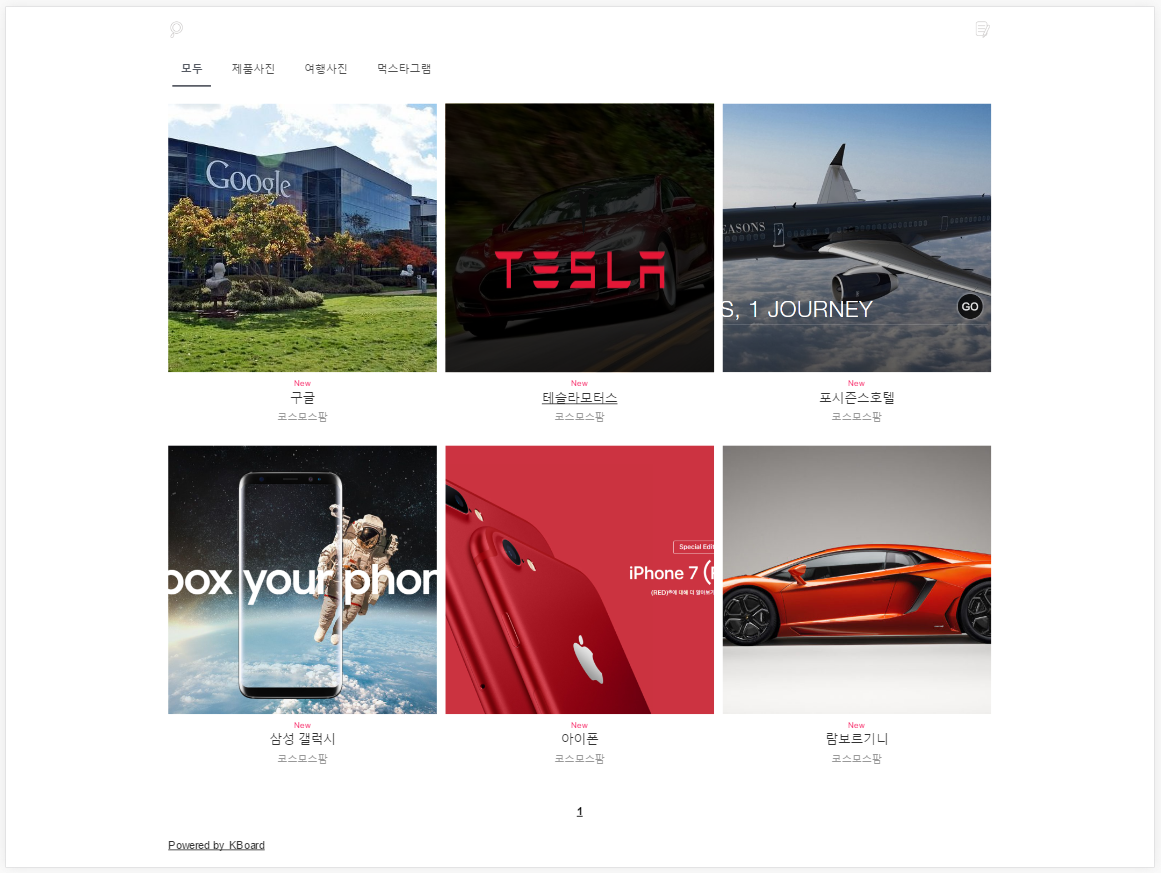 모두 제품사진 여행사진 먹스타그램
Google
TESLA
EASONS
S, 1 JOURNEY GO
New New New
구글 테슬라모터스 포시즌스호텔
코스모스팜 코스모스팜 코스모스팜
box your phon
Special Edit
iPhone 7 (
(RED)
New New New
삼성 갤럭시 아이폰 람보르기니
코스모스팜 코스모스팜 코스모스팜
1
Powered by KBoard